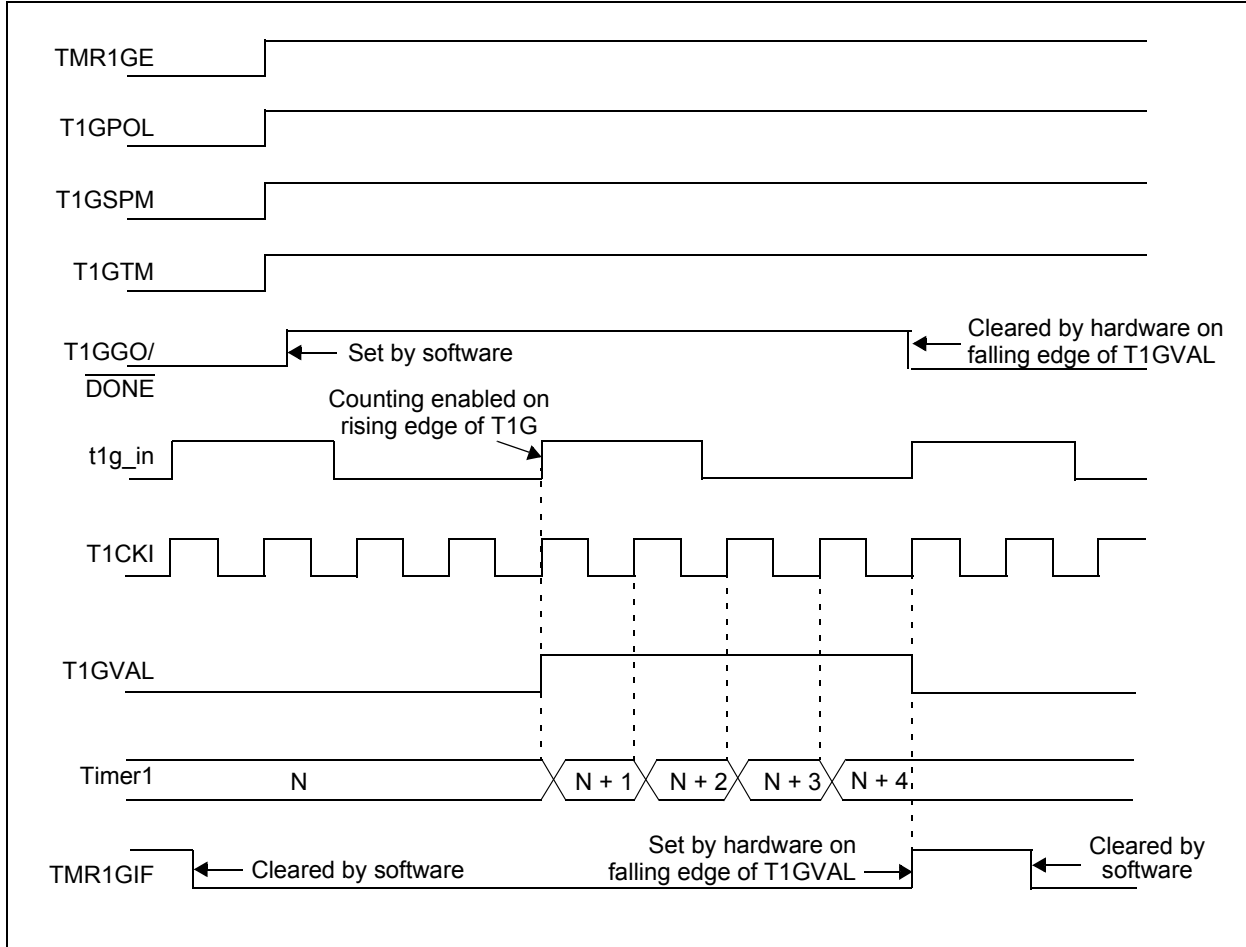 TMR1GE
T1GPOL
T1GSPM
T1GTM
T1GGO/
DONE
Set by software
Cleared by hardware on
falling edge of T1GVAL
Counting enabled on
rising edge of T1G
t1g_in
T1CKI
T1GVAL
Timer1
N
N + 1
N + 2
N + 3
N + 4
TMR1GIF
Cleared by software
Set by hardware on
falling edge of T1GVAL
Cleared by
software